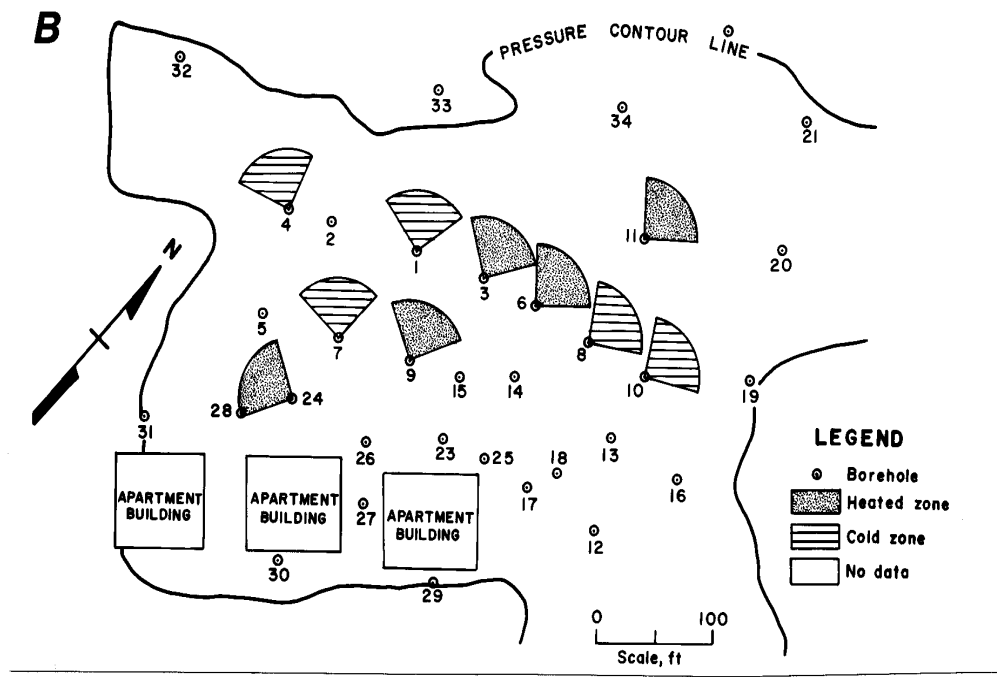 B
PRESSURE CONTOUR LINE
32
33
34
21
N
4
2
1
11
20
3
6
5
7
8
9
15
14
10
19
28
24
31
26
23
25
18
13
17
16
27
12
30
29
APARTMENT
BUILDING
APARTMENT
BUILDING
APARTMENT
BUILDING
LEGEND
Borehole
Heated zone
Cold zone
No data
0 100
Scale, ft